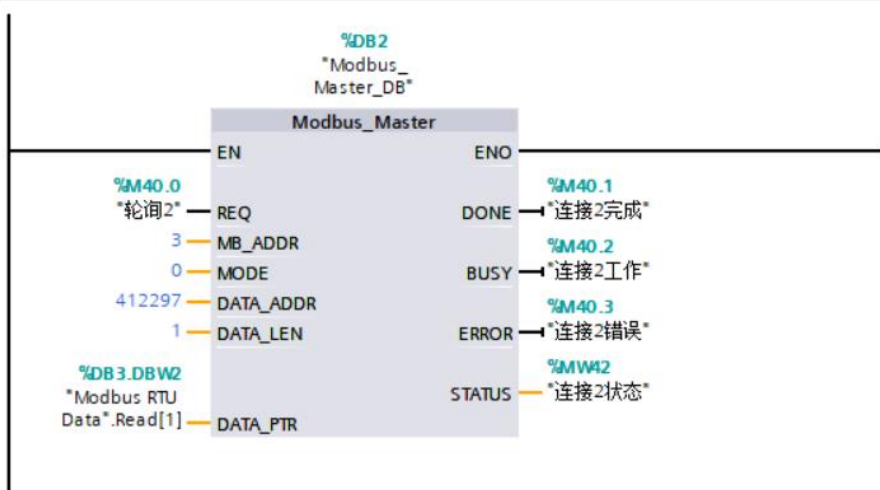 %DB2
"Modbus_
Master_DB"
Modbus_Master
EN
ENO
%M40.0
"轮询2"
REQ
%M40.1
DONE
"连接2完成"
3
MB_ADDR
0
MODE
%M40.2
BUSY
"连接2工作"
412297
DATA_ADDR
1
DATA_LEN
%M40.3
ERROR
"连接2错误"
%DB3.DBW2
"Modbus RTU
Data".Read[1]
DATA_PTR
%MW42
STATUS
"连接2状态"